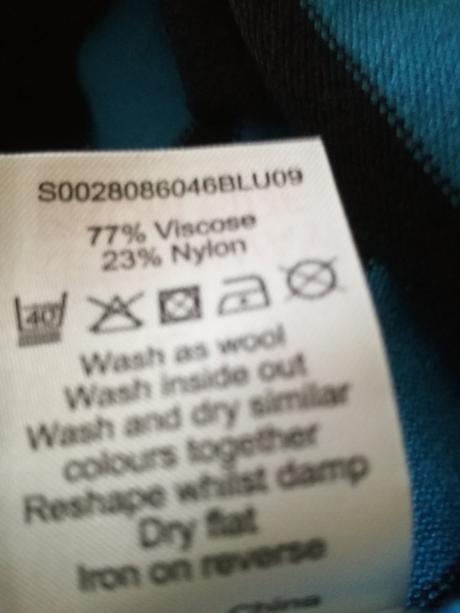 S0028086046BLU09
77% Viscose
23% Nylon
40
Wash as wool
Wash inside out
Wash and dry similar
colours together
Reshape whilst damp
Dry flat
Iron on reverse
China